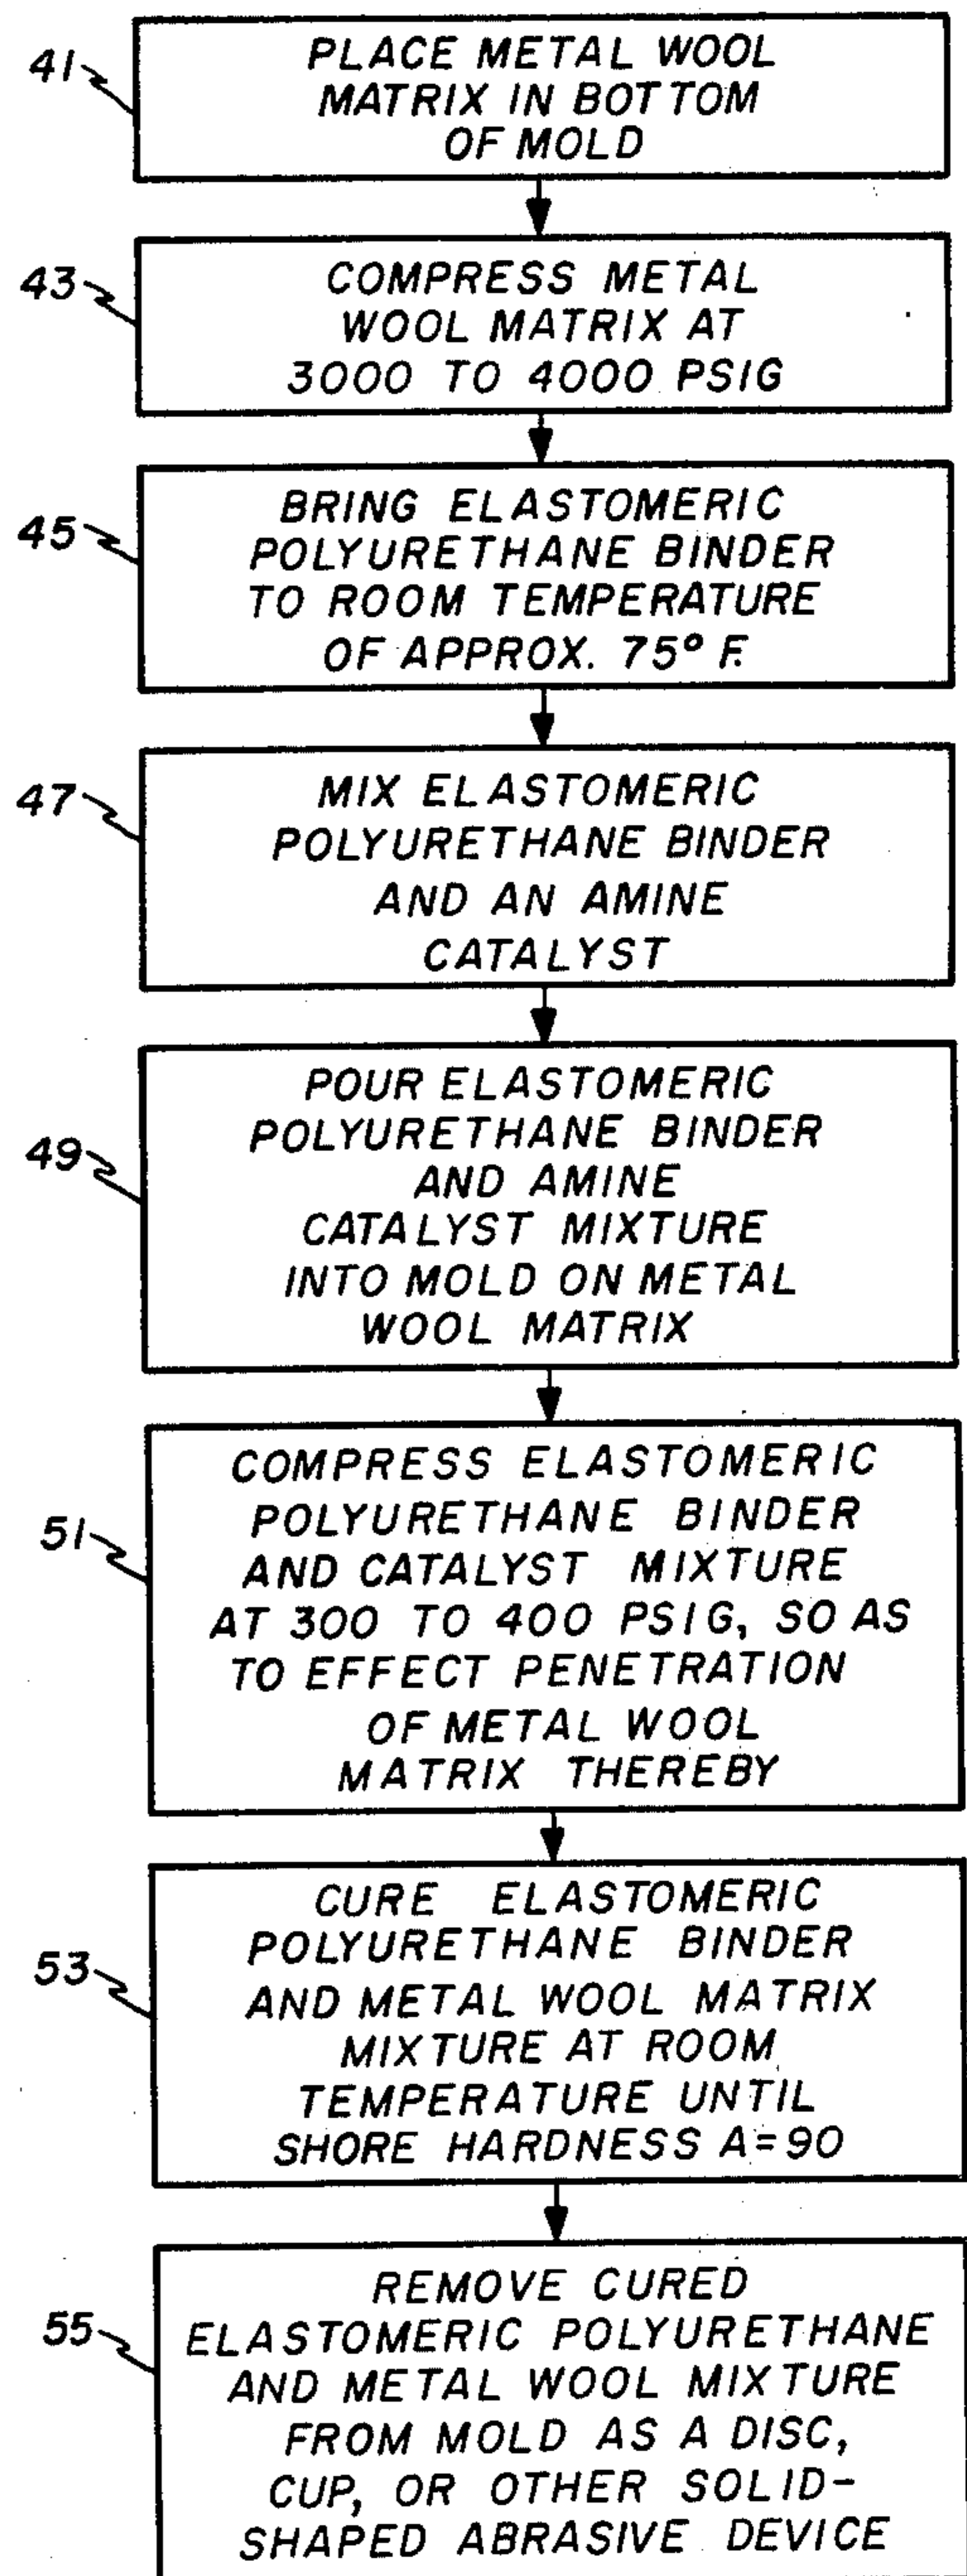 41
PLACE METAL WOOL
MATRIX IN BOTTOM
OF MOLD
43
COMPRESS METAL
WOOL MATRIX AT
3000 TO 4000 PSIG
45
BRING ELASTOMERIC
POLYURETHANE BINDER
TO ROOM TEMPERATURE
OF APPROX. 75° F.
47
MIX ELASTOMERIC
POLYURETHANE BINDER
AND AN AMINE
CATALYST
49
POUR ELASTOMERIC
POLYURETHANE BINDER
AND AMINE
CATALYST MIXTURE
INTO MOLD ON METAL
WOOL MATRIX
51
COMPRESS ELASTOMERIC
POLYURETHANE BINDER
AND CATALYST MIXTURE
AT 300 TO 400 PSIG, SO AS
TO EFFECT PENETRATION
OF METAL WOOL
MATRIX THEREBY
53
CURE ELASTOMERIC
POLYURETHANE BINDER
AND METAL WOOL MATRIX
MIXTURE AT ROOM
TEMPERATURE UNTIL
SHORE HARDNESS A=90
55
REMOVE CURED
ELASTOMERIC POLYURETHANE
AND METAL WOOL MIXTURE
FROM MOLD AS A DISC,
CUP, OR OTHER SOLID-
SHAPED ABRASIVE DEVICE